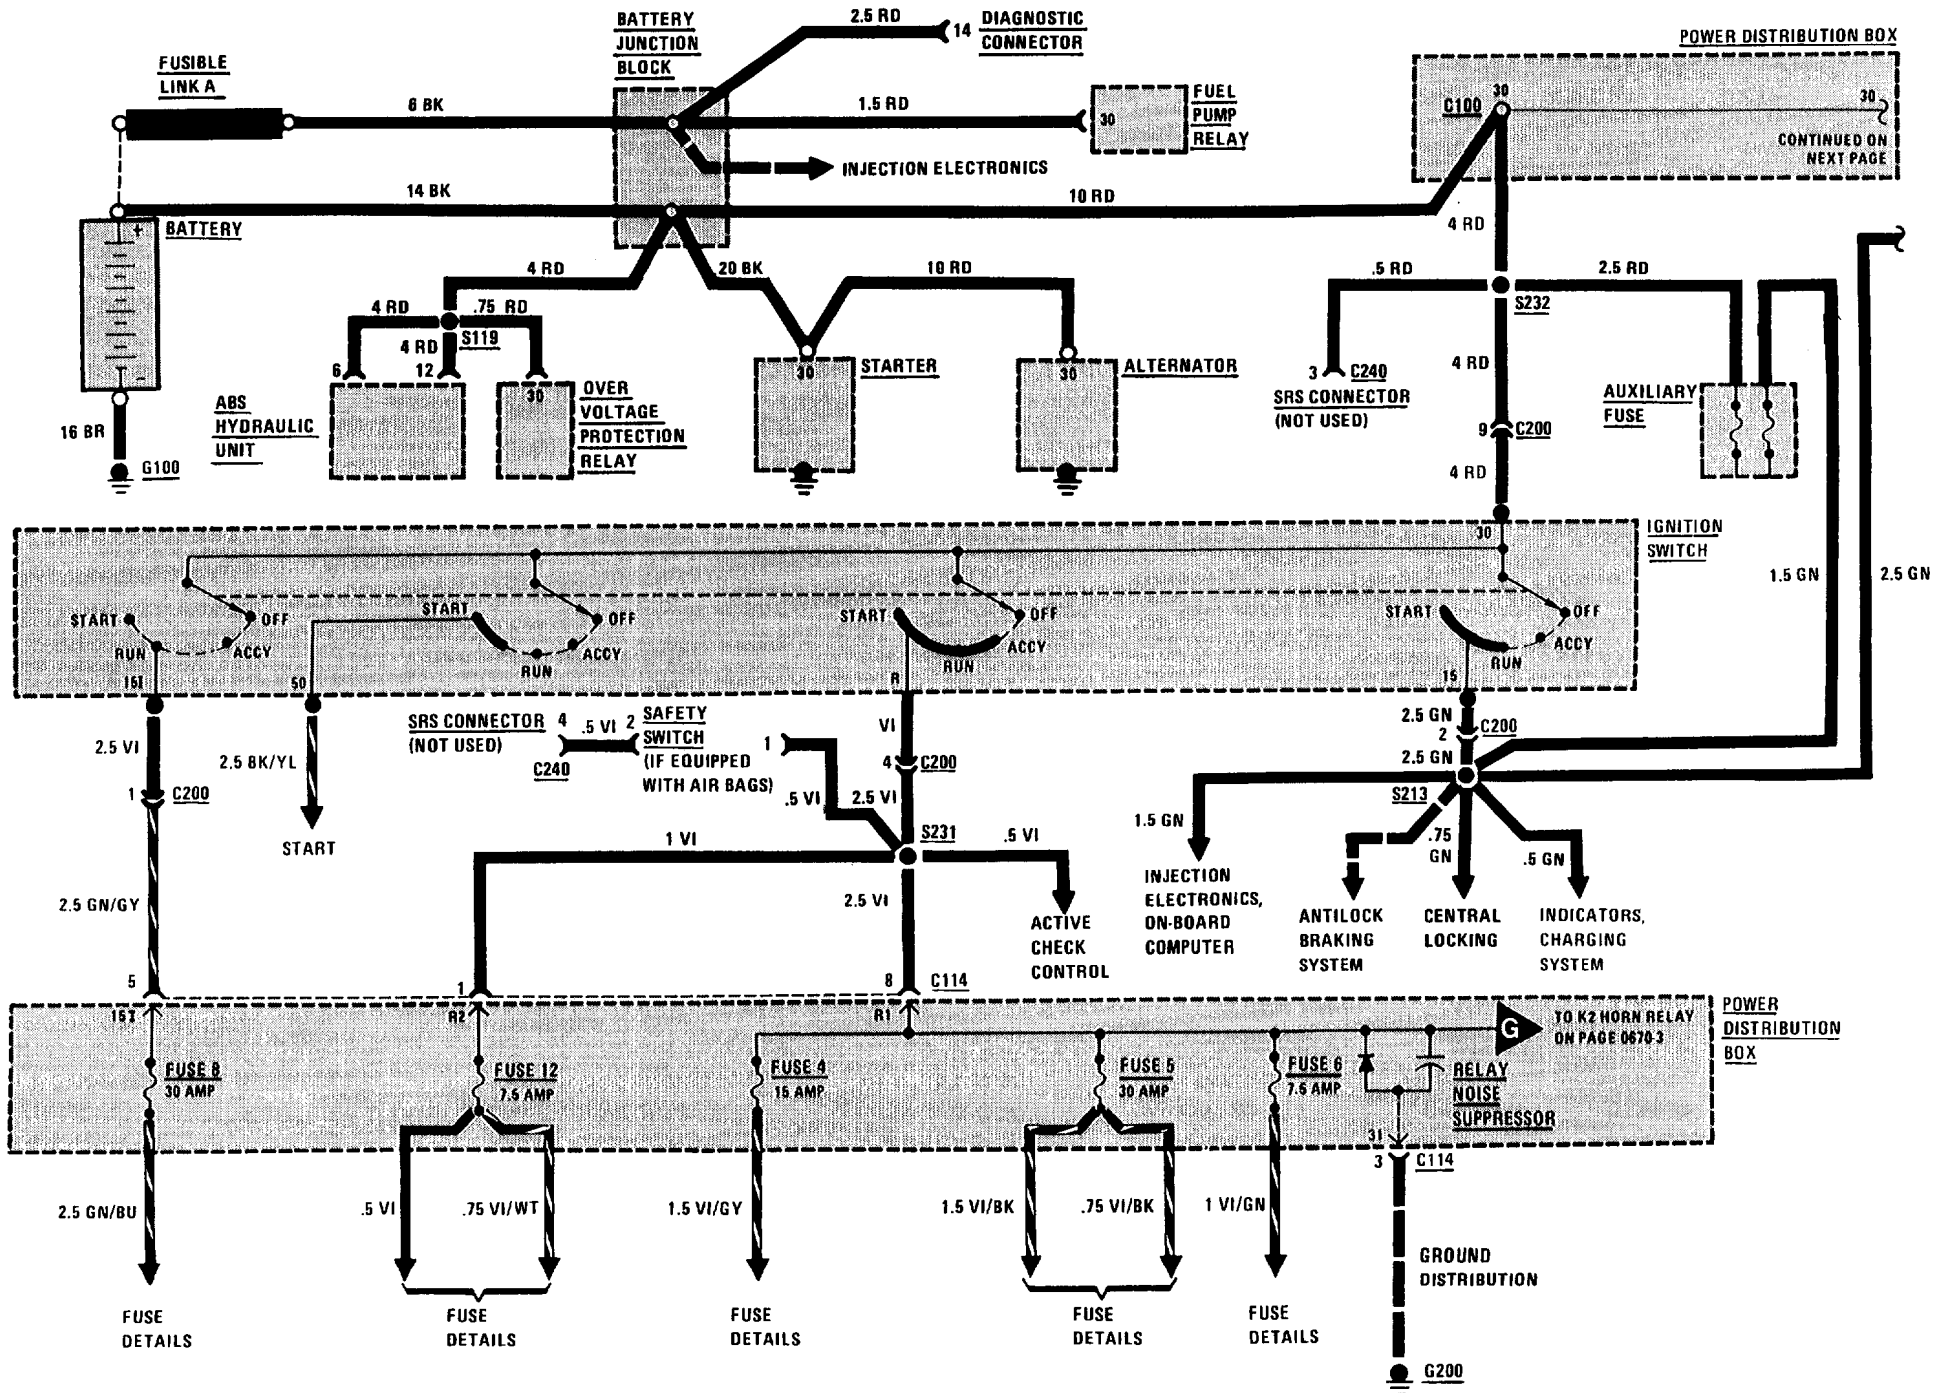 BATTERY
JUNCTION
BLOCK
2.5 RD
14
DIAGNOSTIC
CONNECTOR
POWER DISTRIBUTION BOX
FUSIBLE
LINK A
6 BK
1.5 RD
30
FUEL
PUMP
RELAY
C100
30
30
CONTINUED ON
NEXT PAGE
INJECTION ELECTRONICS
14 BK
10 RD
4 RD
+
BATTERY
-
4 RD
20 BK
10 RD
.5 RD
2.5 RD
S232
4 RD
.75 RD
4 RD
S119
6
12
30
30
STARTER
30
ALTERNATOR
4 RD
3
C240
SRS CONNECTOR
(NOT USED)
AUXILIARY
FUSE
ABS
HYDRAULIC
UNIT
OVER
VOLTAGE
PROTECTION
RELAY
16 BR
G100
9
C200
4 RD
IGNITION
SWITCH
30
1.5 GN
2.5 GN
START
OFF
RUN
ACCY
START
OFF
RUN
ACCY
START
OFF
RUN
ACCY
START
OFF
RUN
ACCY
15I
50
R
15
2.5 VI
2.5 BK/YL
SRS CONNECTOR
(NOT USED)
4
.5 VI
2
C240
SAFETY
SWITCH
(IF EQUIPPED
WITH AIR BAGS)
1
VI
4
C200
2.5 GN
2
C200
2.5 GN
1
C200
.5 VI
2.5 VI
S213
START
1 VI
S231
.5 VI
1.5 GN
.75
GN
.5 GN
2.5 GN/GY
2.5 VI
ACTIVE
CHECK
CONTROL
INJECTION
ELECTRONICS,
ON-BOARD
COMPUTER
ANTILOCK
BRAKING
SYSTEM
CENTRAL
LOCKING
INDICATORS,
CHARGING
SYSTEM
5
1
8
C114
15I
R2
R1
G
TO K2 HORN RELAY
ON PAGE 0670-3
POWER
DISTRIBUTION
BOX
FUSE 8
30 AMP
FUSE 12
7.5 AMP
FUSE 4
15 AMP
FUSE 5
30 AMP
FUSE 6
7.5 AMP
RELAY
NOISE
SUPPRESSOR
31
3
C114
2.5 GN/BU
.5 VI
.75 VI/WT
1.5 VI/GY
1.5 VI/BK
.75 VI/BK
1 VI/GN
GROUND
DISTRIBUTION
FUSE
DETAILS
FUSE
DETAILS
FUSE
DETAILS
FUSE
DETAILS
FUSE
DETAILS
G200